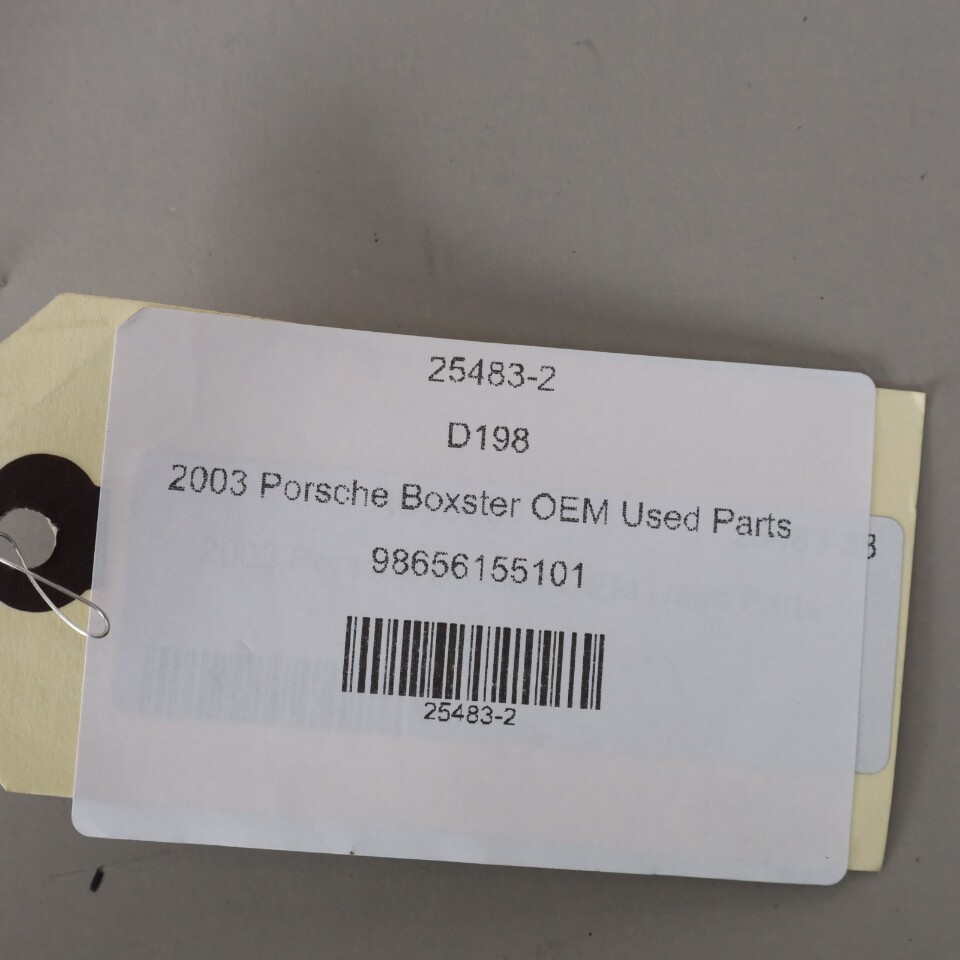 25483-2
D198
2003 Porsche Boxster OEM Used Parts
98656155101
25483-2